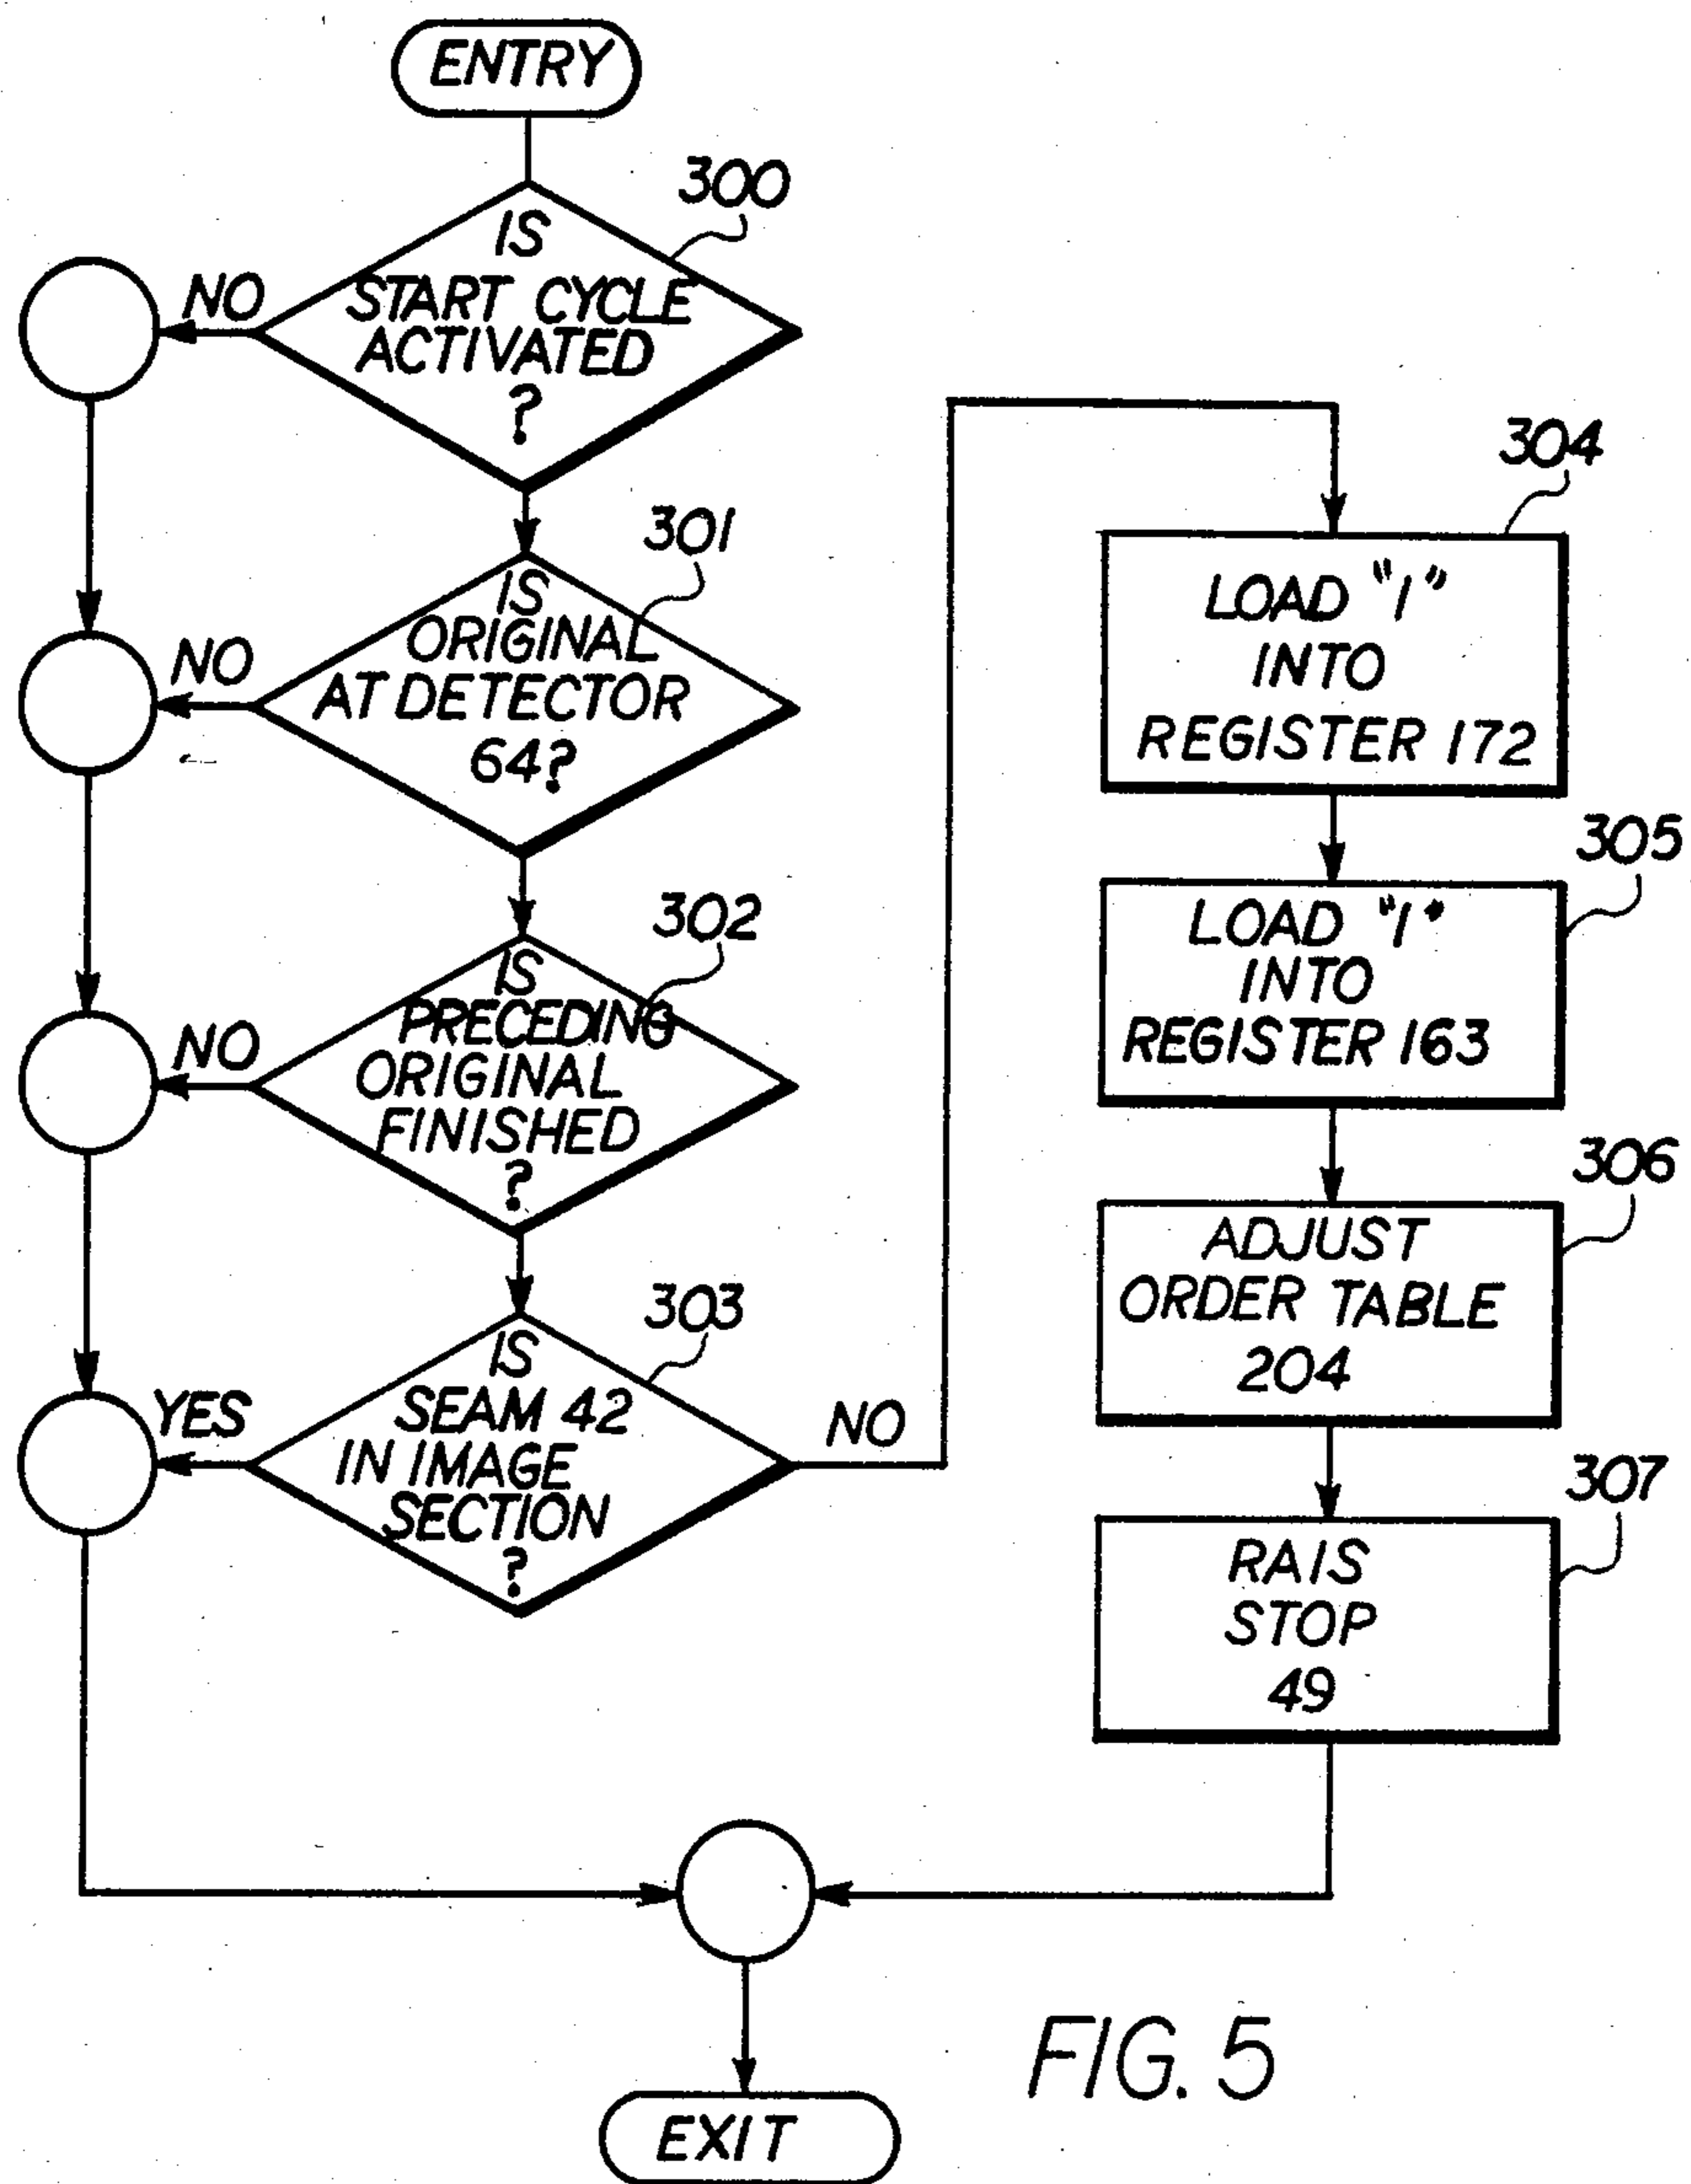 ENTRY
300
IS
START CYCLE
ACTIVATED
?
NO
301
IS
ORIGINAL
AT DETECTOR
64?
NO
302
IS
PRECEDING
ORIGINAL
FINISHED
?
NO
303
IS
SEAM 42
IN IMAGE
SECTION
?
YES
NO
304
LOAD "1"
INTO
REGISTER 172
305
LOAD "1"
INTO
REGISTER 163
306
ADJUST
ORDER TABLE
204
307
RAIS
STOP
49
EXIT
FIG. 5